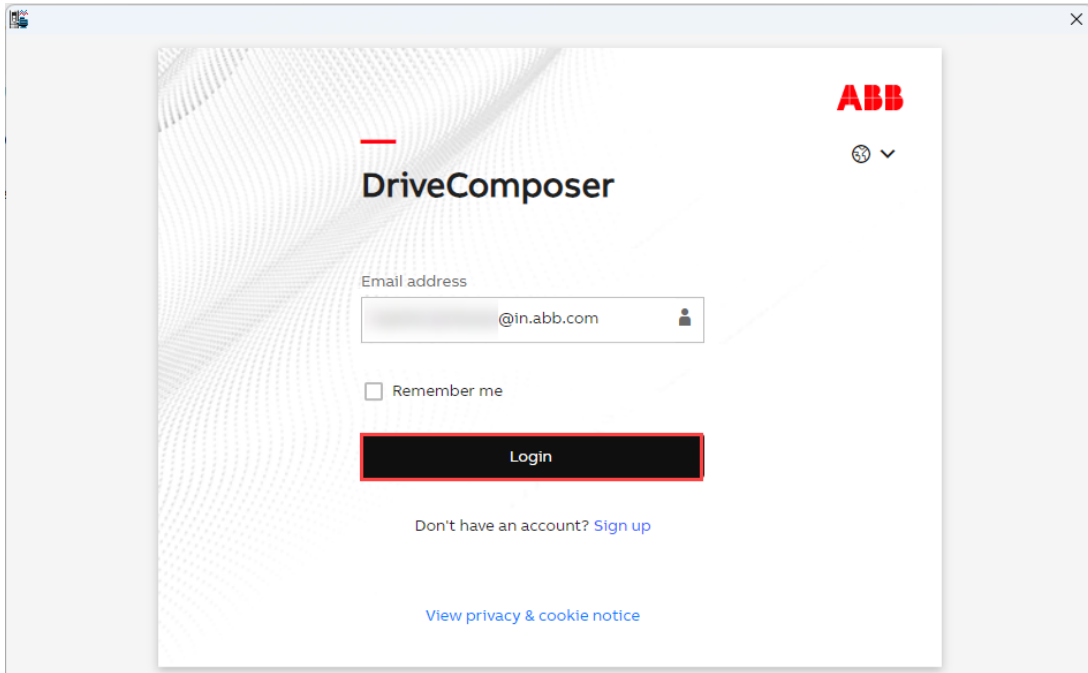 ABB
DriveComposer
Email address
@in.abb.com
Remember me
Login
Don't have an account? Sign up
View privacy & cookie notice